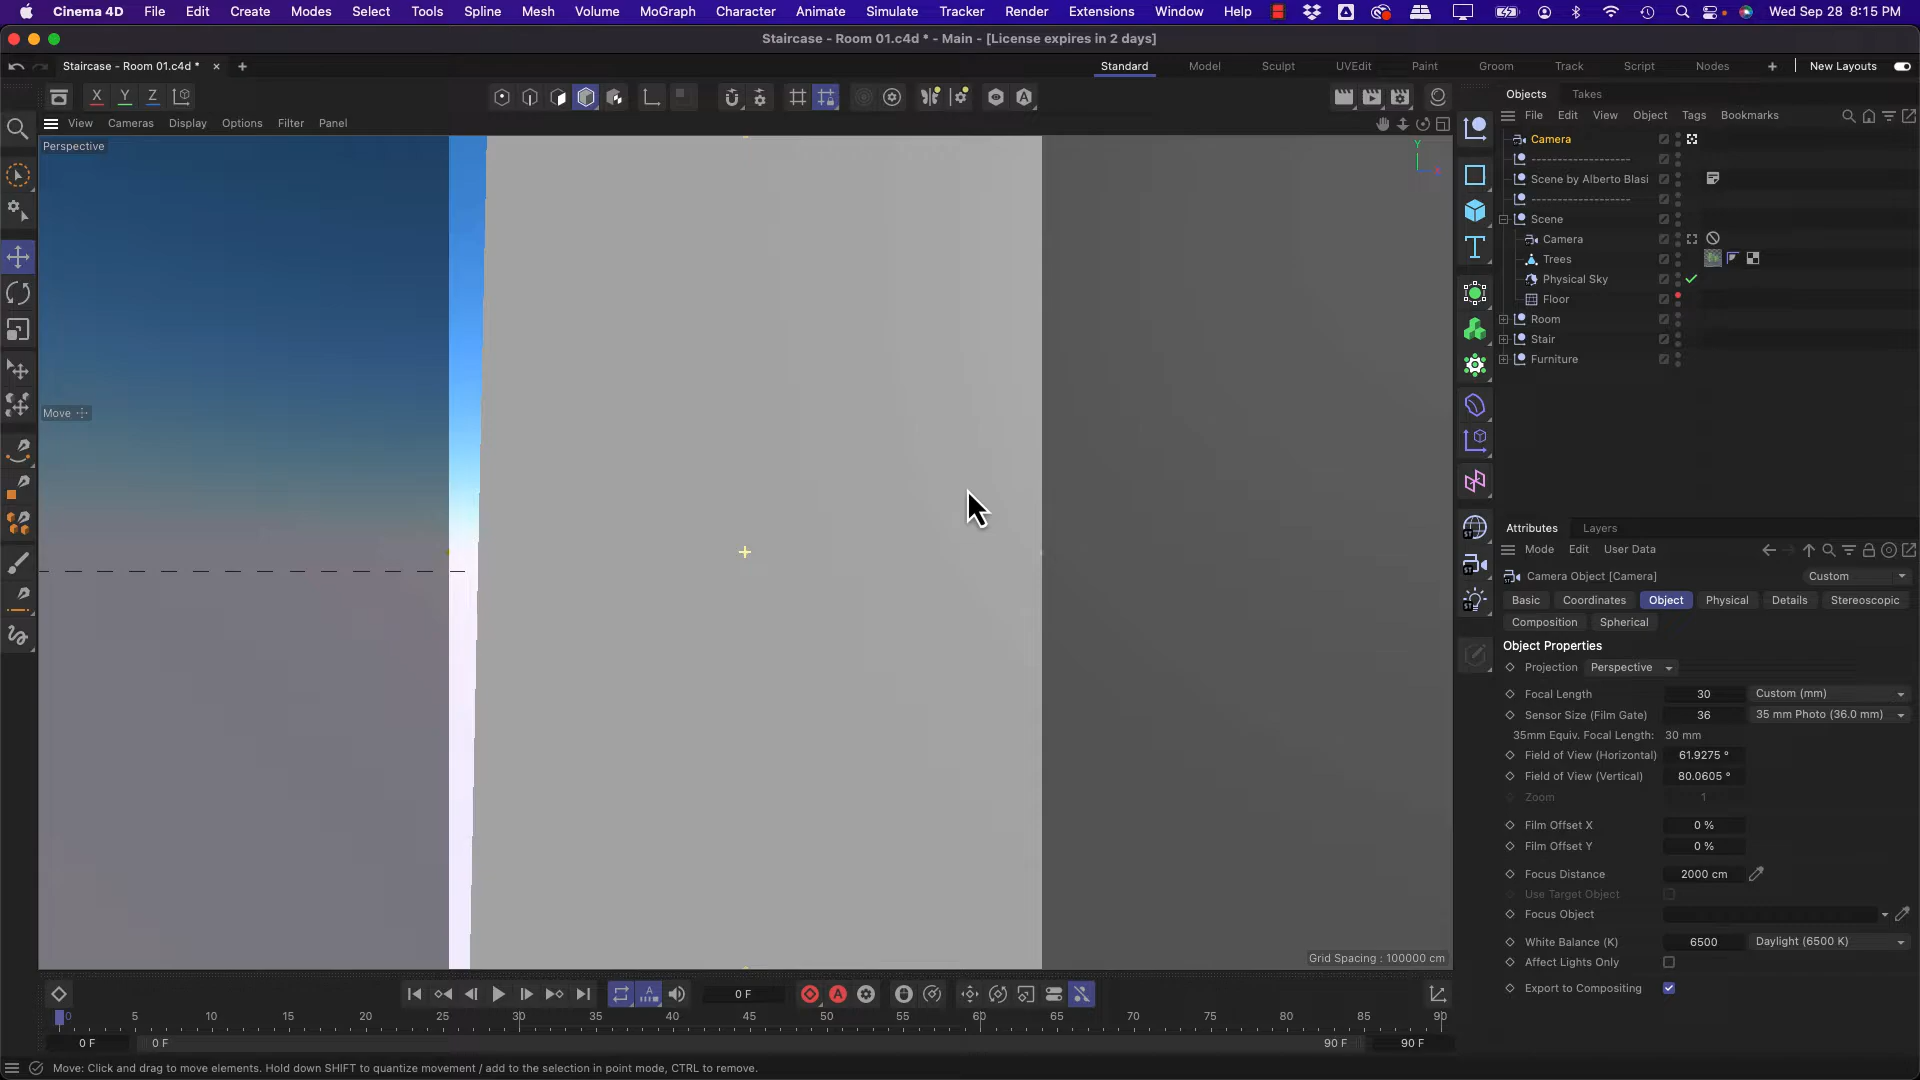 Cinema 4D File Edit Create Modes Select Tools Spline Mesh Volume MoGraph Character Animate Simulate Tracker Render Extensions Window Help Wed Sep 28 8:15 PM
Staircase - Room 01.c4d * - Main - [License expires in 2 days]
Staircase - Room 01.c4d * × + Standard Model Sculpt UVEdit Paint Groom Track Script Nodes + New Layouts
X Y Z
Objects Takes
File Edit View Object Tags Bookmarks
View Cameras Display Options Filter Panel
Perspective
Y
Camera
--------------------
Scene by Alberto Blasi
--------------------
Scene
Camera
Trees
Physical Sky
Floor
Room
Stair
Furniture
Move
Attributes Layers
Mode Edit User Data
Camera Object [Camera] Custom
Basic Coordinates Object Physical Details Stereoscopic
Composition Spherical
Object Properties
Projection Perspective
Focal Length 30 Custom (mm)
Sensor Size (Film Gate) 36 35 mm Photo (36.0 mm)
35mm Equiv. Focal Length: 30 mm
Field of View (Horizontal) 61.9275 °
Field of View (Vertical) 80.0605 °
Zoom 1
Film Offset X 0 %
Film Offset Y 0 %
Focus Distance 2000 cm
Use Target Object
Focus Object
White Balance (K) 6500 Daylight (6500 K)
Affect Lights Only
Export to Compositing
Grid Spacing : 100000 cm
0 F
0 5 10 15 20 25 30 35 40 45 50 55 60 65 70 75 80 85 90
0 F 0 F 90 F 90 F
Move: Click and drag to move elements. Hold down SHIFT to quantize movement / add to the selection in point mode, CTRL to remove.